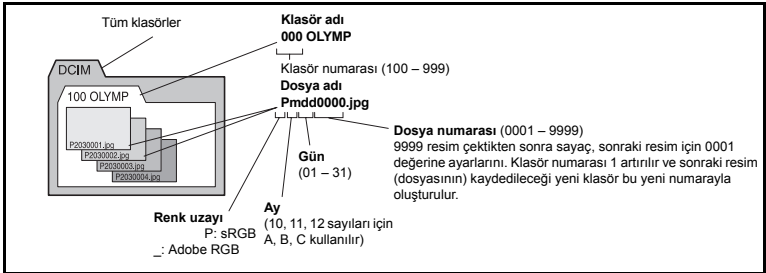 Tüm klasörler
Klasör adı
000 OLYMP
Klasör numarası (100 – 999)
DCIM
100 OLYMP
Dosya adı
Pmdd0000.jpg
P2030001.jpg
P2030002.jpg
P2030003.jpg
P2030004.jpg
Dosya numarası (0001 – 9999)
9999 resim çektikten sonra sayaç, sonraki resim için 0001
değerine ayarlarını. Klasör numarası 1 artırılır ve sonraki resim
(dosyasının) kaydedileceği yeni klasör bu yeni numarayla
oluşturulur.
Gün
(01 – 31)
Ay
(10, 11, 12 sayıları için
A, B, C kullanılır)
Renk uzayı
P: sRGB
_: Adobe RGB